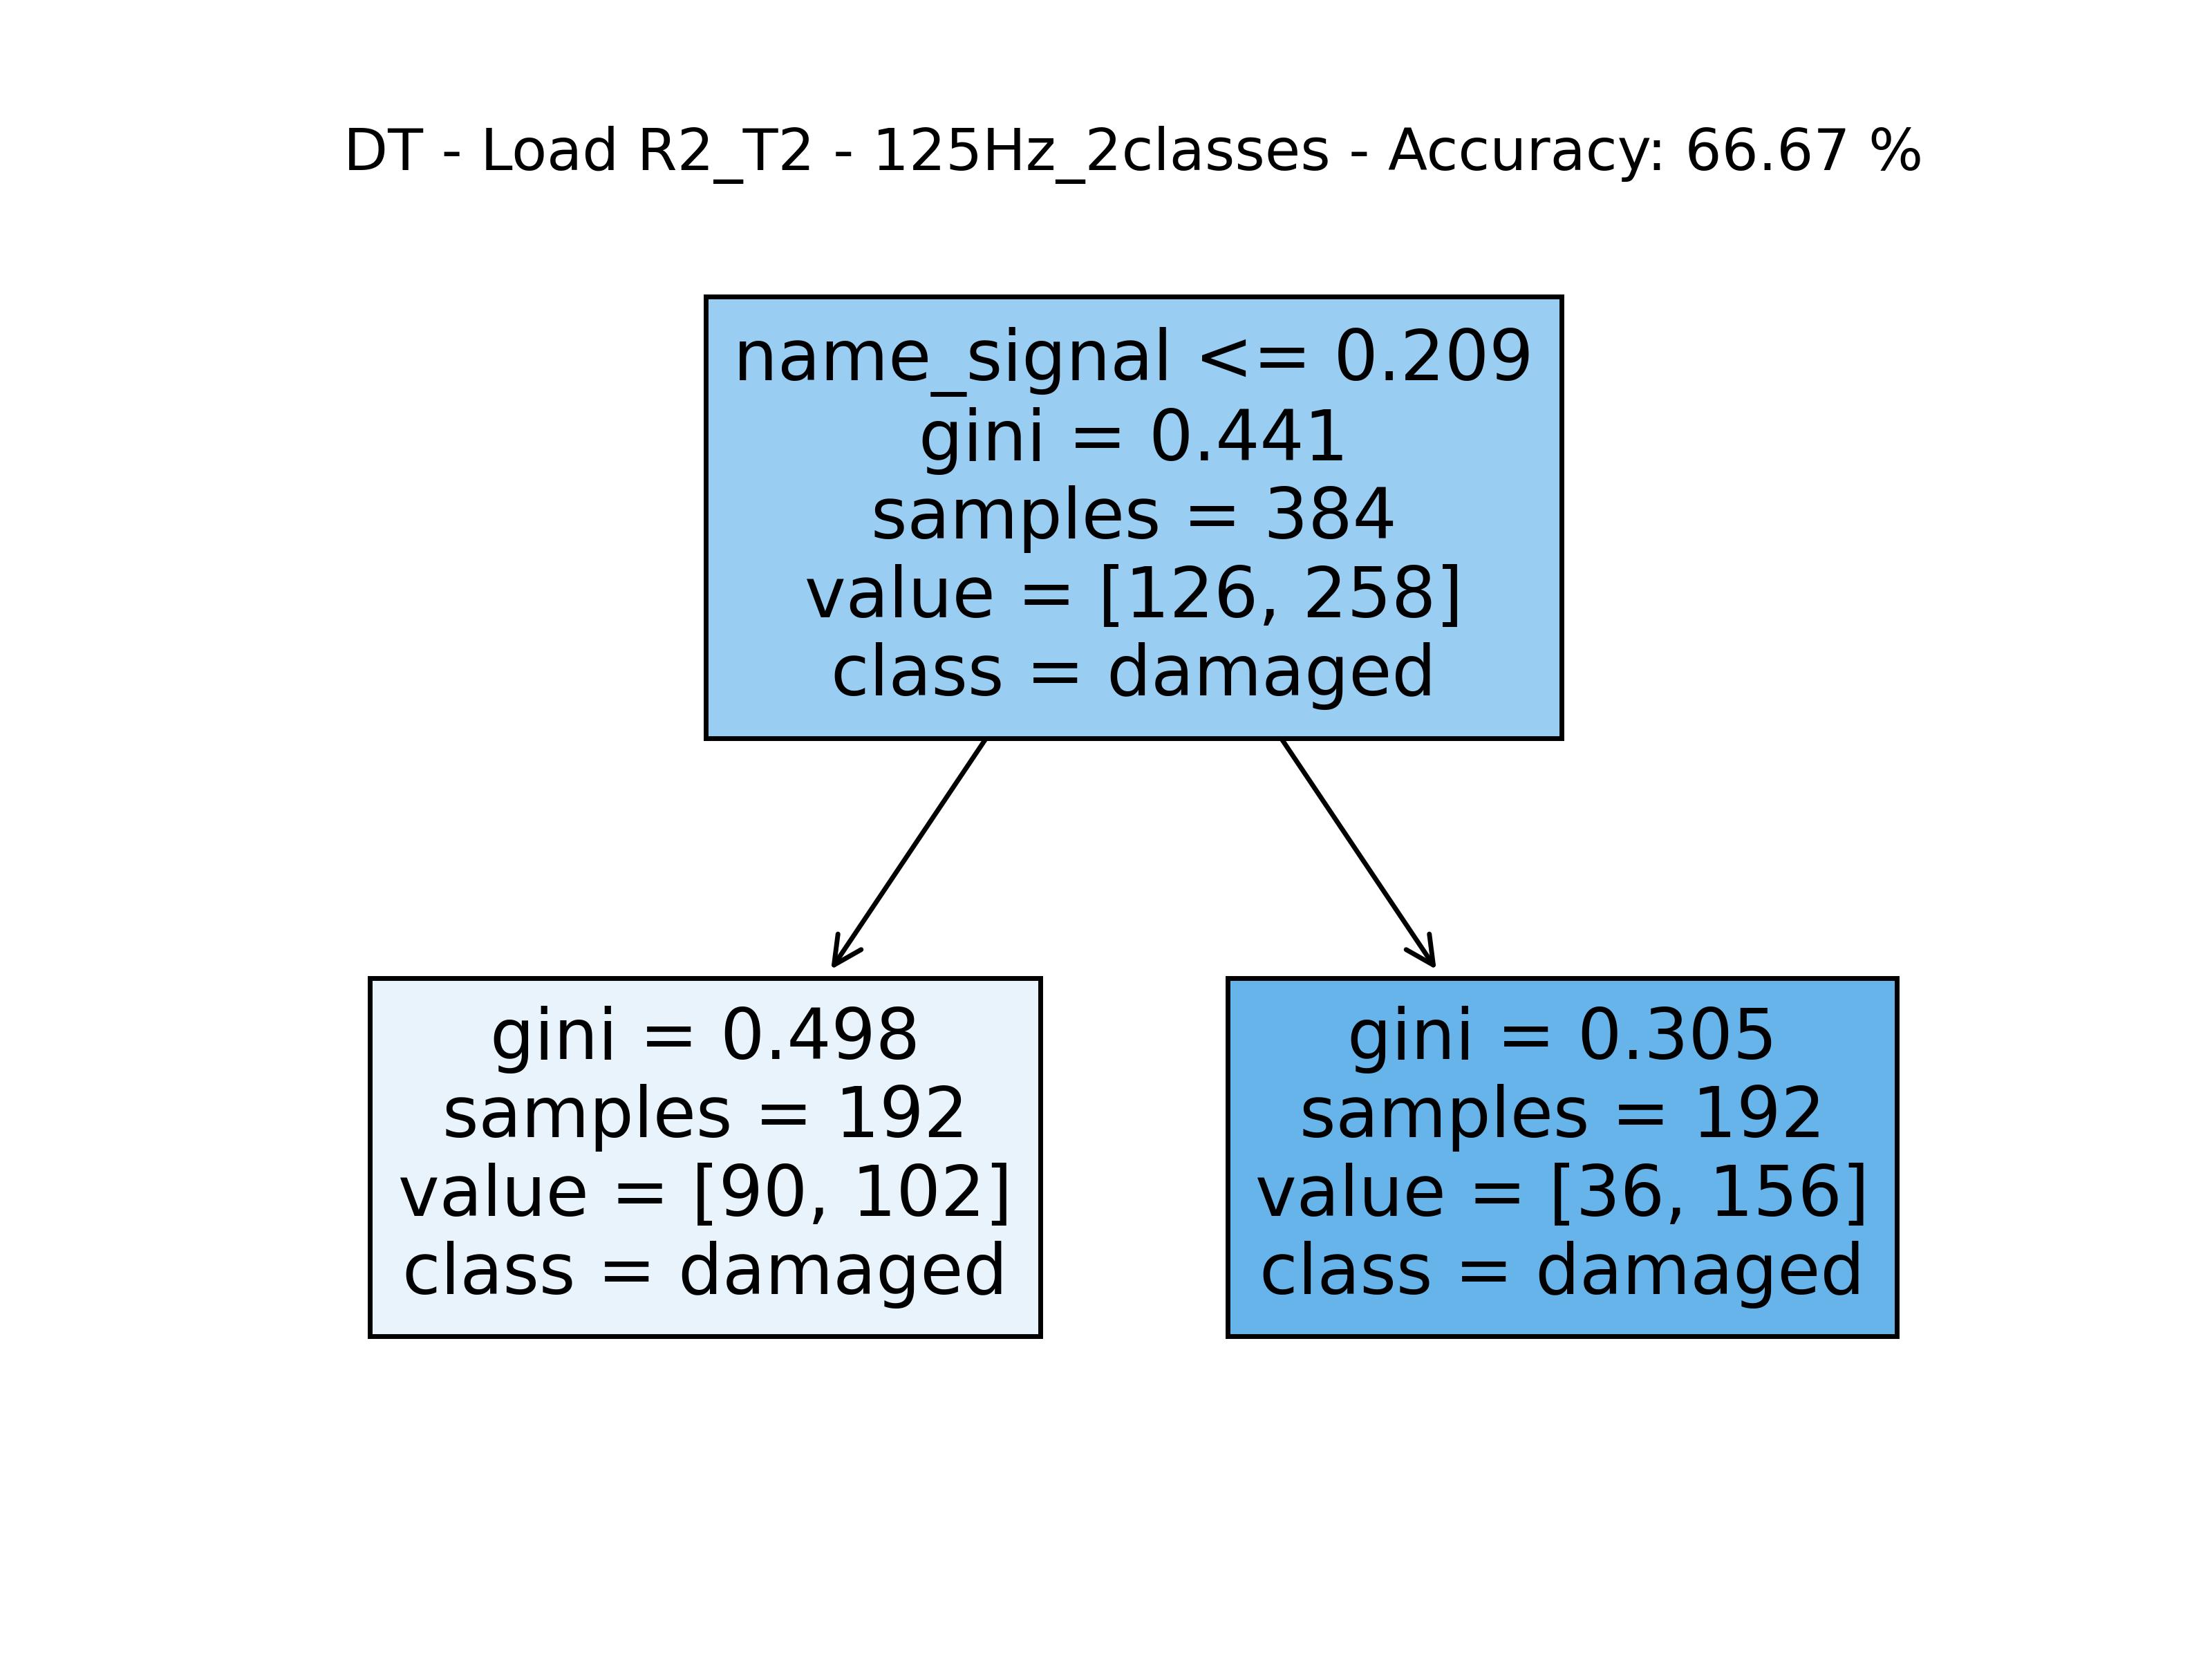 DT - Load R2_T2 - 125Hz_2classes - Accuracy: 66.67 %
name_signal <= 0.209
gini = 0.441
samples = 384
value = [126, 258]
class = damaged
gini = 0.498
samples = 192
value = [90, 102]
class = damaged
gini = 0.305
samples = 192
value = [36, 156]
class = damaged